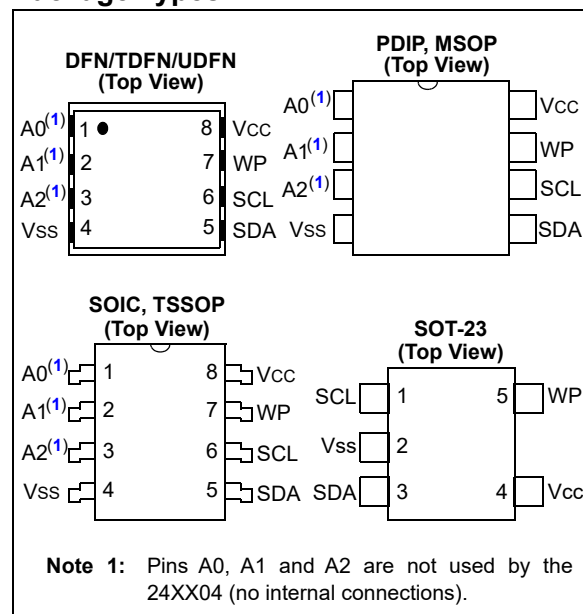 DFN/TDFN/UDFN
(Top View)
A0(1) 1 8 VCC
A1(1) 2 7 WP
A2(1) 3 6 SCL
VSS 4 5 SDA
PDIP, MSOP
(Top View)
A0(1) VCC
A1(1) WP
A2(1) SCL
VSS SDA
SOIC, TSSOP
(Top View)
A0(1) 1 8 VCC
A1(1) 2 7 WP
A2(1) 3 6 SCL
VSS 4 5 SDA
SOT-23
(Top View)
SCL 1 5 WP
Vss 2
SDA 3 4 Vcc
Note 1: Pins A0, A1 and A2 are not used by the
24XX04 (no internal connections).